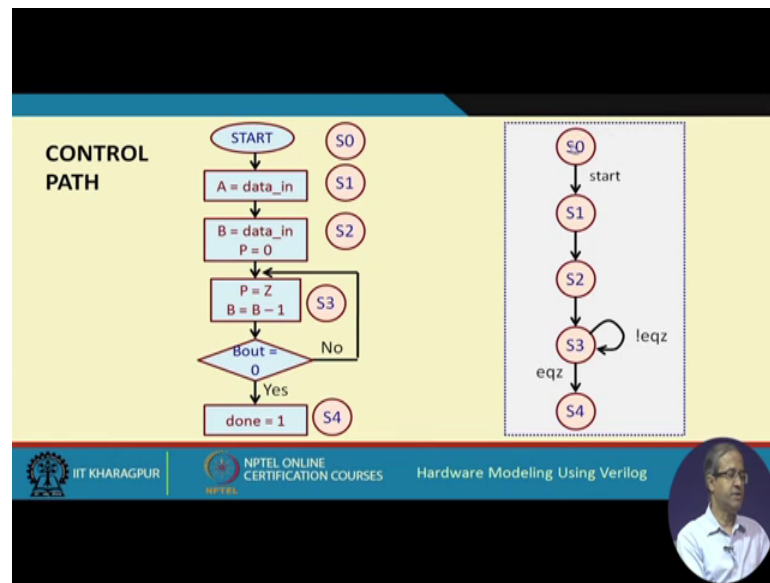 CONTROL
PATH
START
S0
A = data_in
S1
B = data_in
P = 0
S2
P = Z
B = B – 1
S3
Bout =
0
No
Yes
done = 1
S4
S0
start
S1
S2
S3
!eqz
eqz
S4
IIT KHARAGPUR
NPTEL
NPTEL ONLINE
CERTIFICATION COURSES
Hardware Modeling Using Verilog